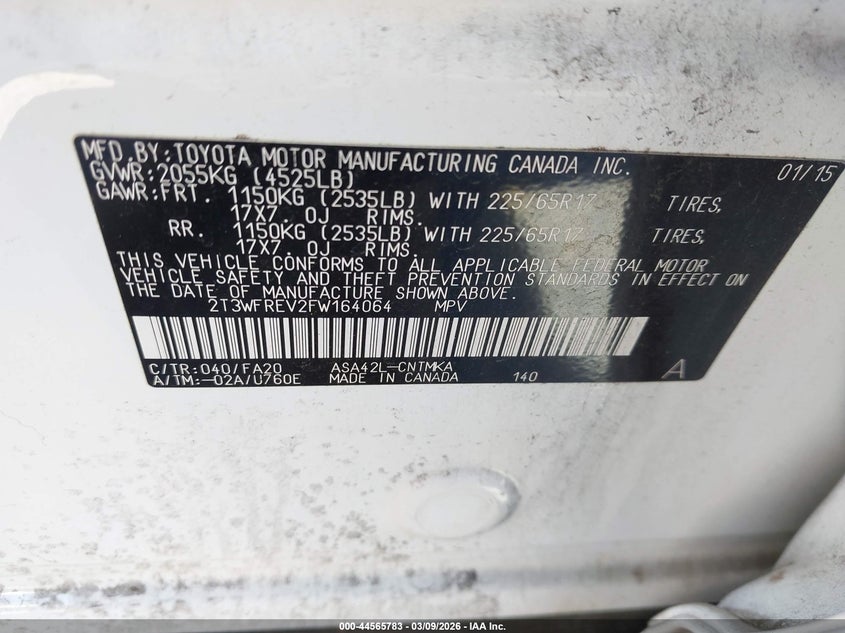 MFD. BY: TOYOTA MOTOR MANUFACTURING CANADA INC. 01/15
GVWR: 2055KG (4525LB)
GAWR: FRT. 1150KG (2535LB) WITH 225/65R17 TIRES,
17X7. 0J RIMS.
RR. 1150KG (2535LB) WITH 225/65R17 TIRES,
17X7. 0J RIMS.
THIS VEHICLE CONFORMS TO ALL APPLICABLE FEDERAL MOTOR
VEHICLE SAFETY AND THEFT PREVENTION STANDARDS IN EFFECT ON
THE DATE OF MANUFACTURE SHOWN ABOVE.
2T3WFREV2FW164064 MPV
C/TR: 040/FA20 ASA42L-CNTMKA
A/TM: -02A/U760E MADE IN CANADA 140 A
000-44565783 - 03/09/2026 - IAA Inc.